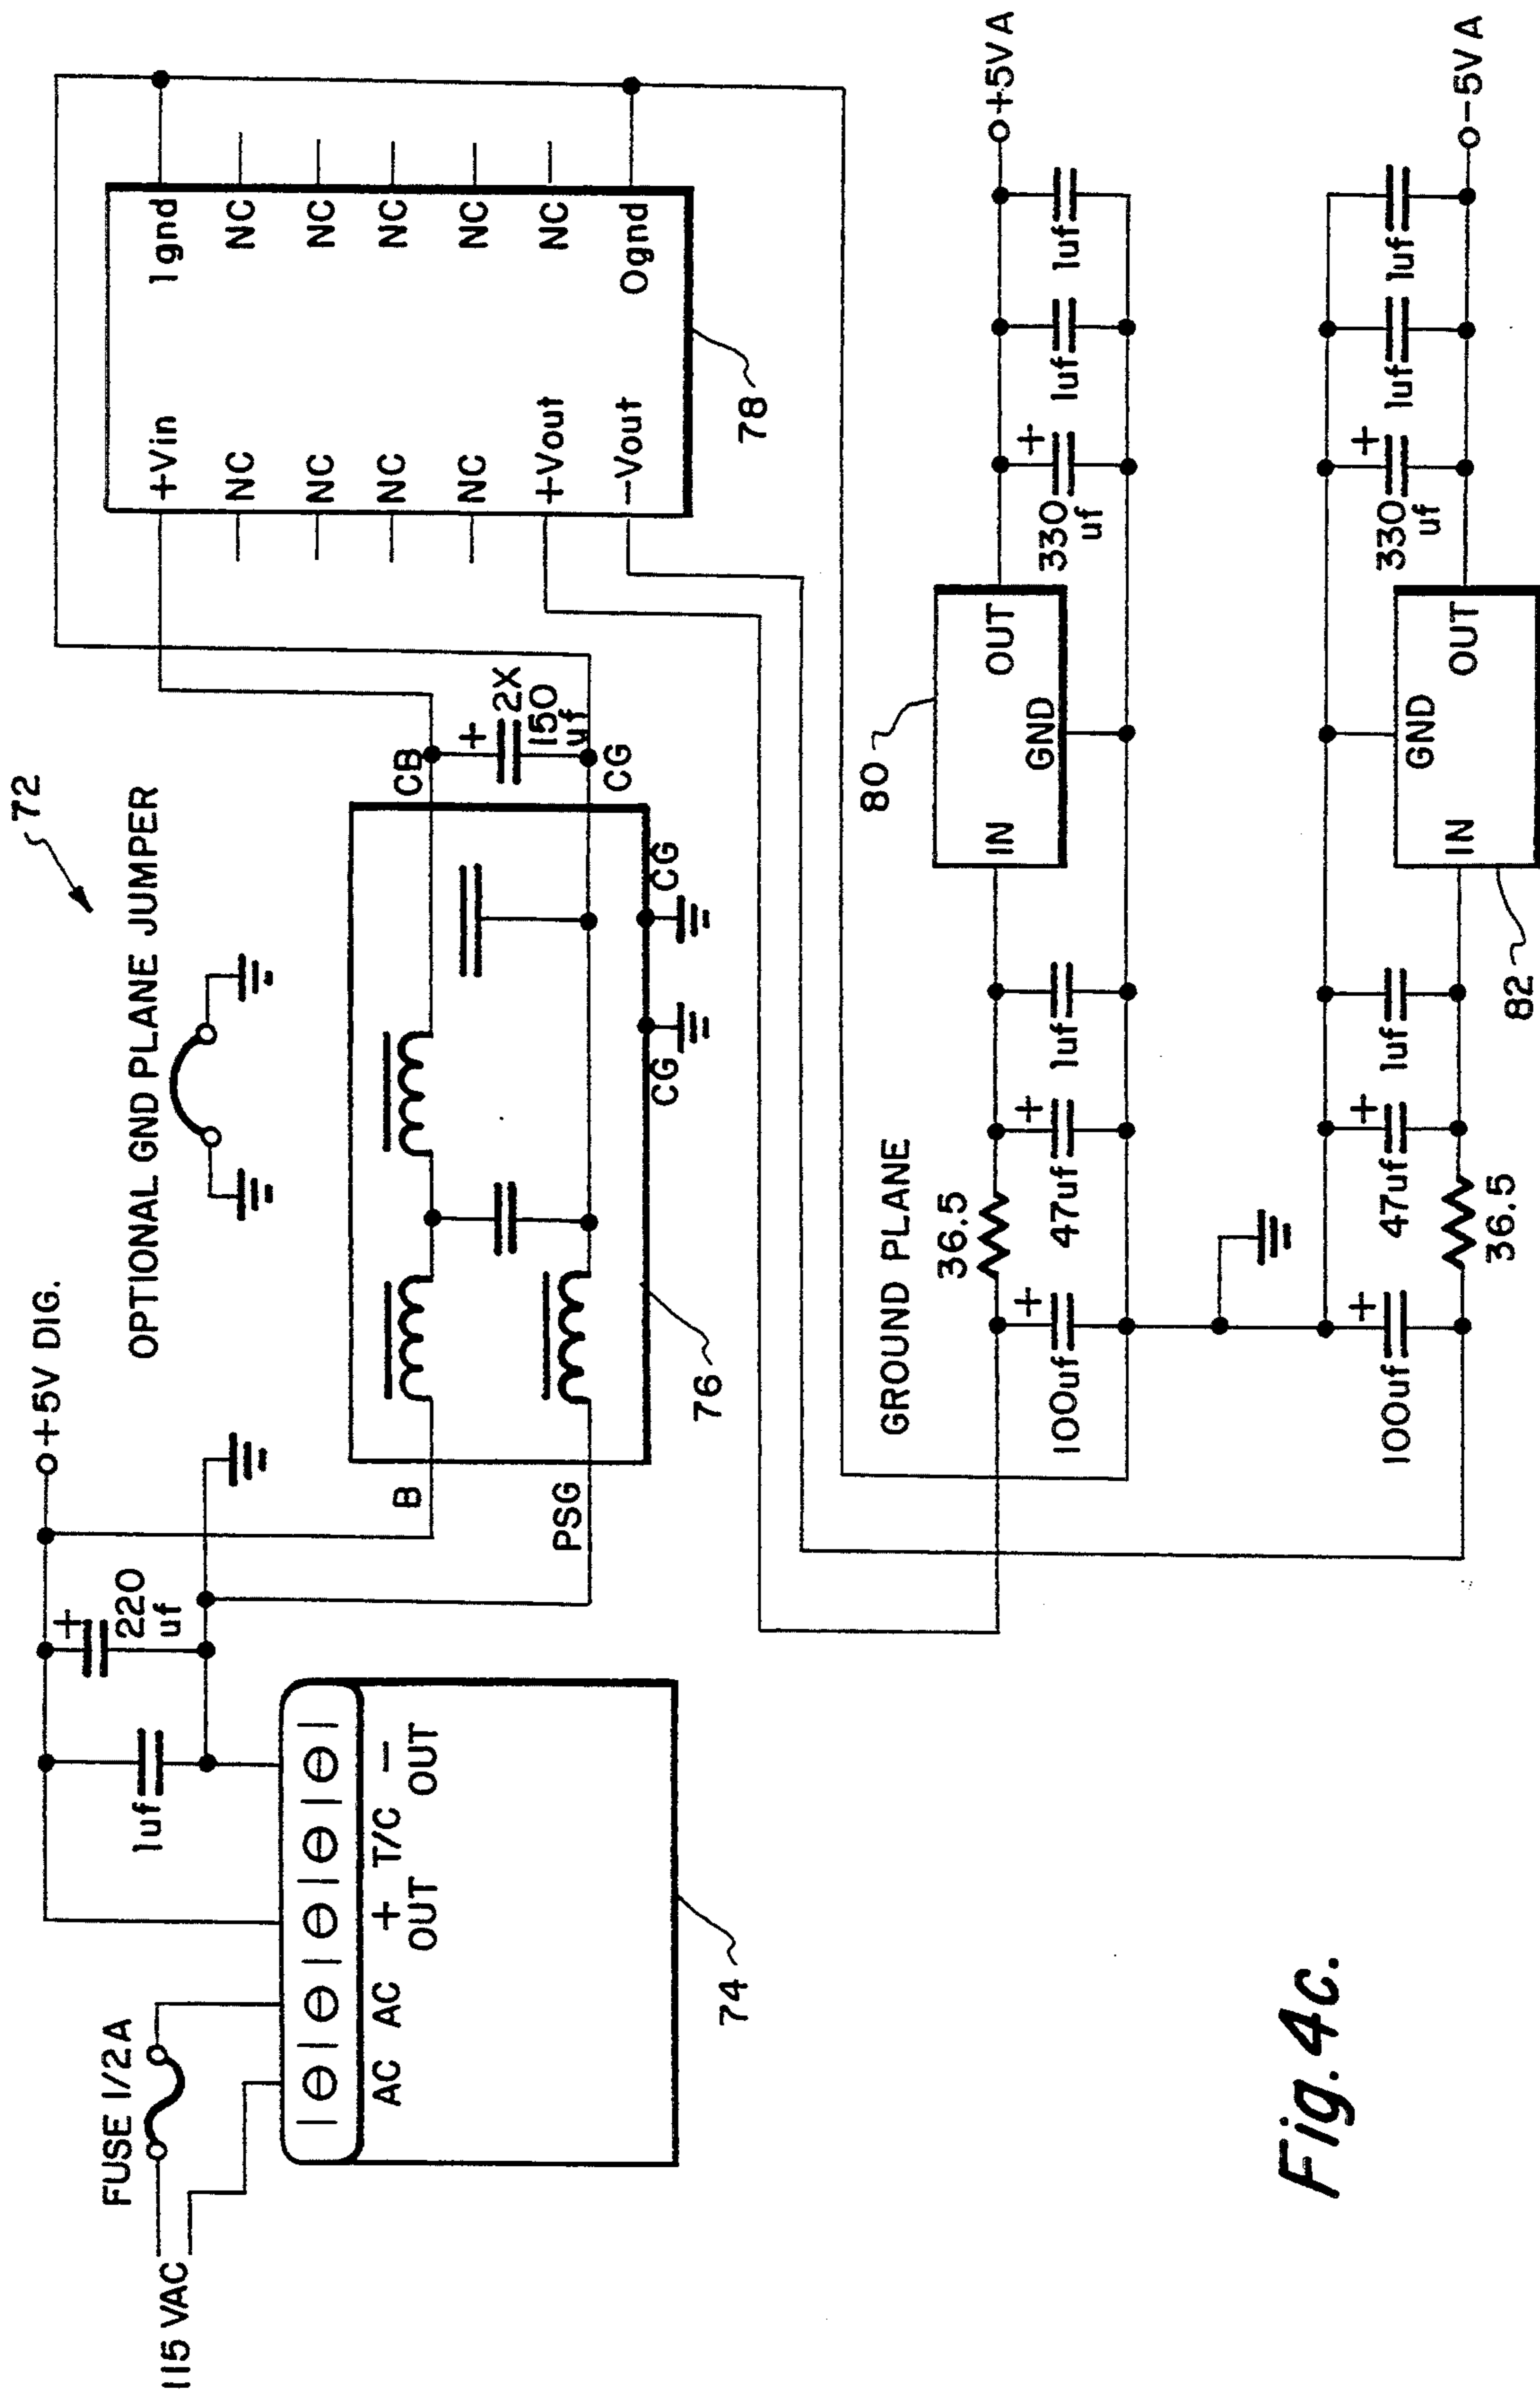 72
115 VAC
FUSE 1/2A
AC
AC
+
OUT
T/C
−
OUT
74
1uf
+
220
uf
+5V DIG.
OPTIONAL GND PLANE JUMPER
B
PSG
76
CG
CG
CB
CG
+
2X
150
uf
+Vin
NC
NC
NC
NC
+Vout
−Vout
Ignd
NC
NC
NC
NC
NC
Ognd
78
GROUND PLANE
100uf
+
36.5
47uf
+
1uf
80
IN
GND
OUT
330
uf
+
1uf
1uf
+5V A
100uf
+
36.5
47uf
+
1uf
82
IN
GND
OUT
330
uf
+
1uf
1uf
−5V A
Fig. 4c.